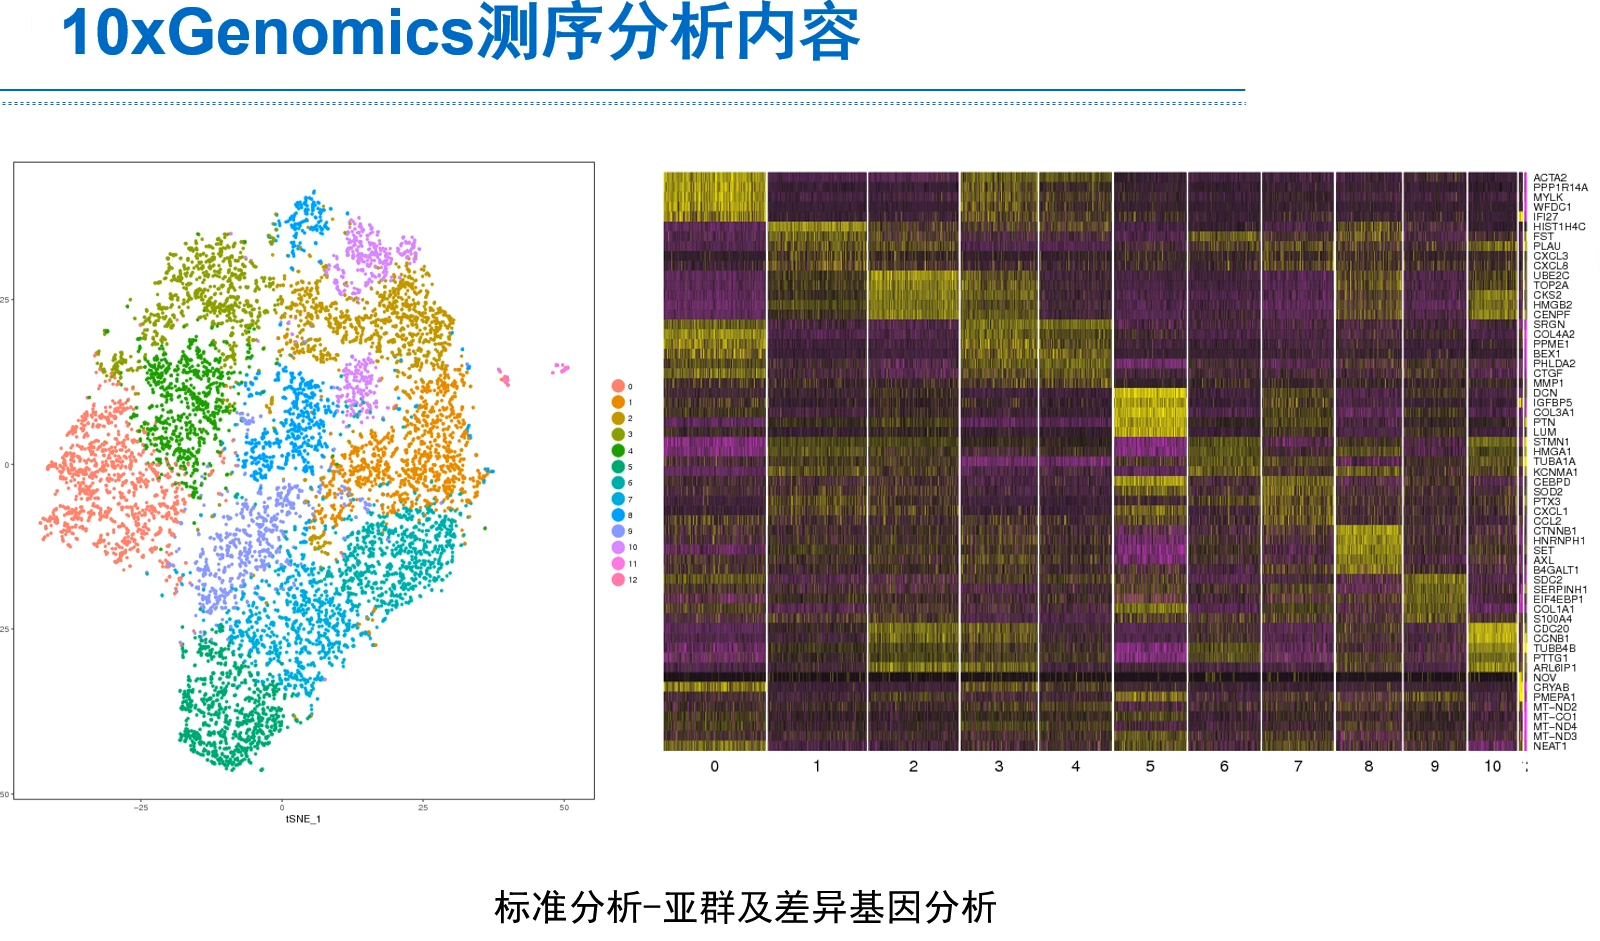 10xGenomics测序分析内容
25
0
25
50
−25
0
25
50
tSNE_1
0
1
2
3
4
5
6
7
8
9
10
11
12
ACTA2
PPP1R14A
MYLK
WFDC1
IFI27
HIST1H4C
FST
PLAU
CXCL3
CXCL8
UBE2C
TOP2A
CKS2
HMGB2
CENPF
SRGN
COL4A2
PPME1
BEX1
PHLDA2
CTGF
MMP1
DCN
IGFBP5
COL3A1
PTN
LUM
STMN1
HMGA1
TUBA1A
KCNMA1
CEBPD
SOD2
PTX3
CXCL1
CCL2
CTNNB1
HNRNPH1
SET
AXL
B4GALT1
SDC2
SERPINH1
EIF4EBP1
COL1A1
S100A4
CDC20
CCNB1
TUBB4B
PTTG1
ARL6IP1
NOV
CRYAB
PMEPA1
MT−ND2
MT−CO1
MT−ND4
MT−ND3
NEAT1
0 1 2 3 4 5 6 7 8 9 10
标准分析−亚群及差异基因分析